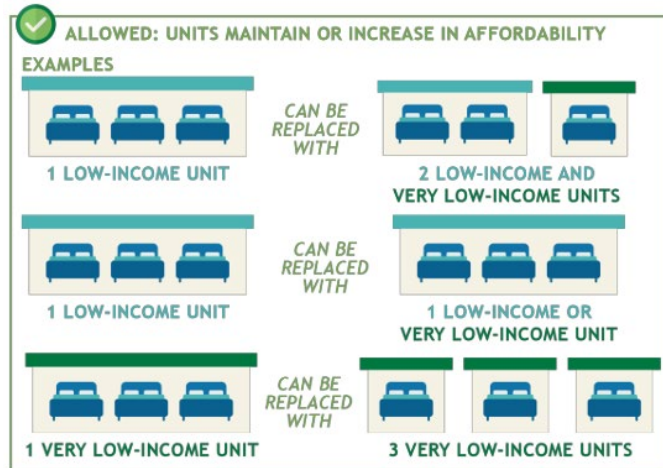 ALLOWED: UNITS MAINTAIN OR INCREASE IN AFFORDABILITY
EXAMPLES
1 LOW-INCOME UNIT
CAN BE
REPLACED
WITH
2 LOW-INCOME AND
VERY LOW-INCOME UNITS
1 LOW-INCOME UNIT
CAN BE
REPLACED
WITH
1 LOW-INCOME OR
VERY LOW-INCOME UNIT
1 VERY LOW-INCOME UNIT
CAN BE
REPLACED
WITH
3 VERY LOW-INCOME UNITS